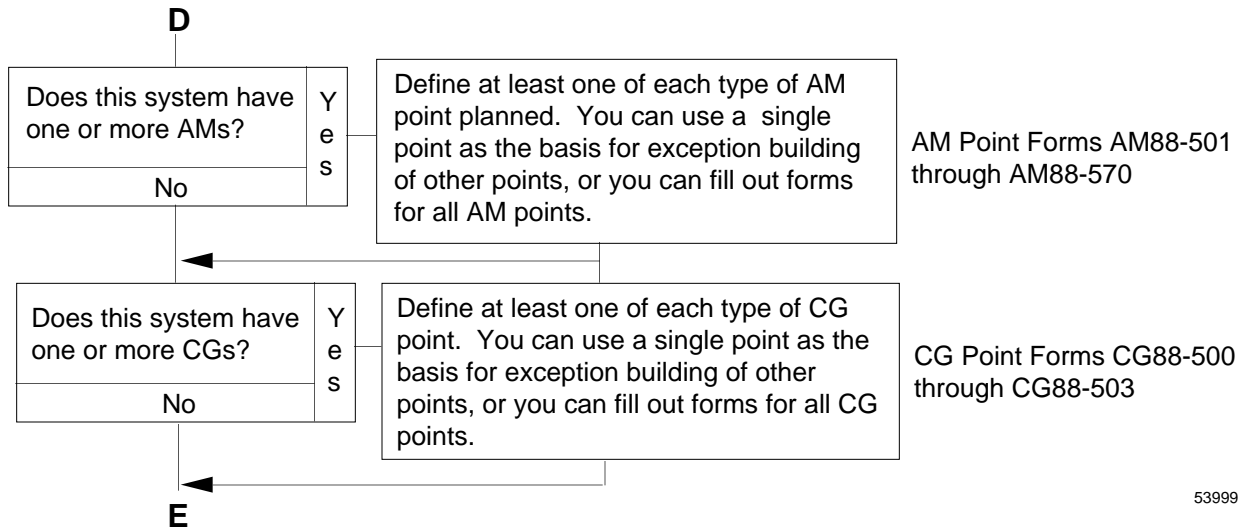 D
Does this system have
one or more AMs?
Yes
No
Define at least one of each type of AM
point planned.  You can use a  single
point as the basis for exception building
of other points, or you can fill out forms
for all AM points.
AM Point Forms AM88-501
through AM88-570
Does this system have
one or more CGs?
Yes
No
Define at least one of each type of CG
point.  You can use a single point as the
basis for exception building of other
points, or you can fill out forms for all CG
points.
CG Point Forms CG88-500
through CG88-503
E
53999